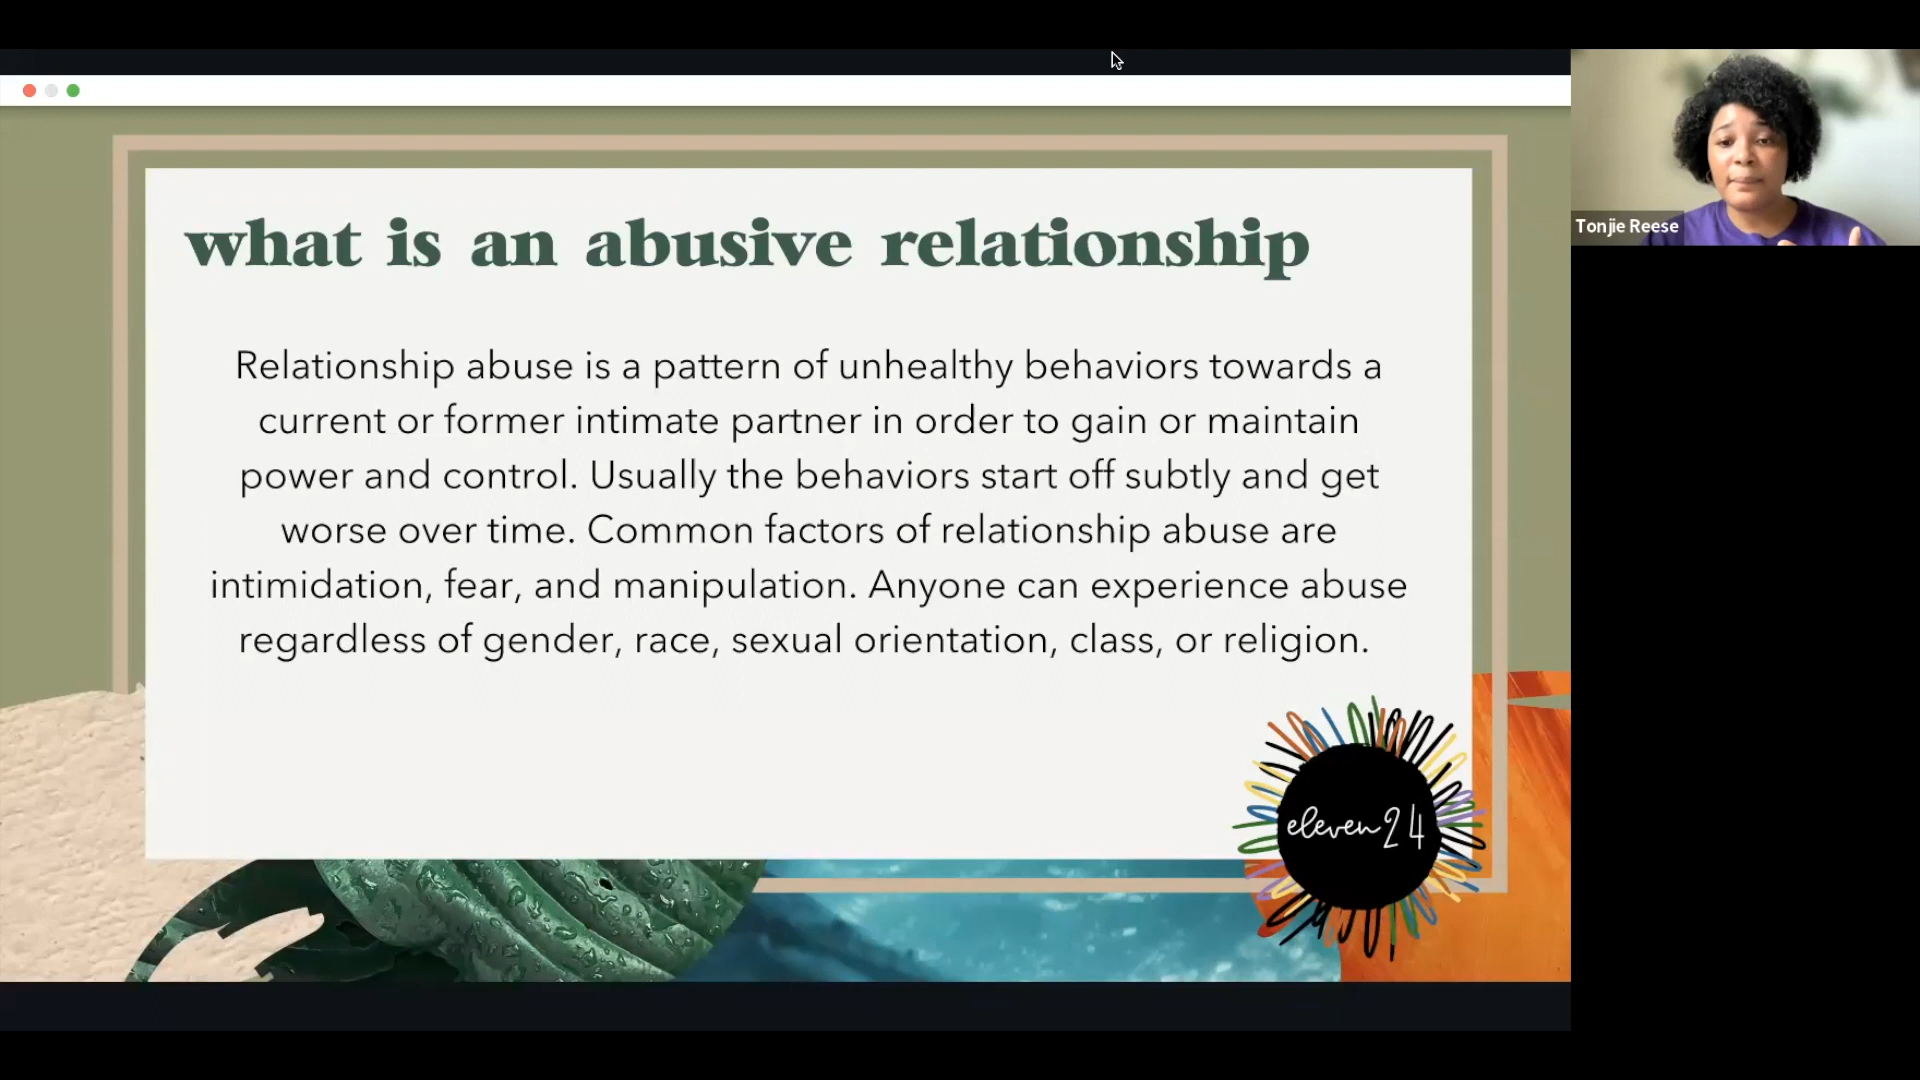 what is an abusive relationship
Relationship abuse is a pattern of unhealthy behaviors towards a
current or former intimate partner in order to gain or maintain
power and control. Usually the behaviors start off subtly and get
worse over time. Common factors of relationship abuse are
intimidation, fear, and manipulation. Anyone can experience abuse
regardless of gender, race, sexual orientation, class, or religion.
eleven24
Tonjie Reese